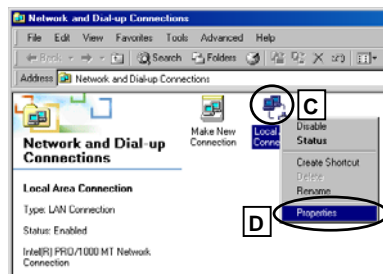 Network and Dial-up Connections
File Edit View Favorites Tools Advanced Help
Back Search Folders
Address Network and Dial-up Connections
Network and Dial-up
Connections
Local Area Connection
Type: LAN Connection
Status: Enabled
Intel(R) PRO/1000 MT Network
Connection
Make New
Connection
Local
Conne
C
Disable
Status
Create Shortcut
Delete
Rename
Properties
D